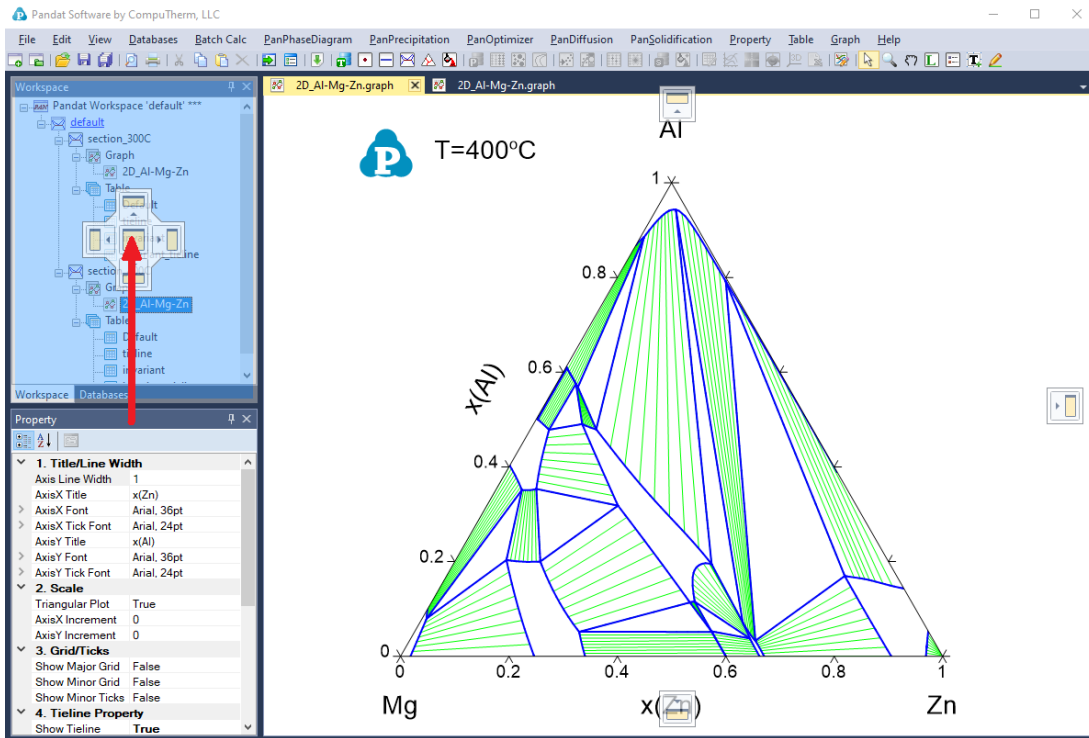 Pandat Software by CompuTherm, LLC
File Edit View Databases Batch Calc PanPhaseDiagram PanPrecipitation PanOptimizer PanDiffusion PanSolidification Property Table Graph Help
Workspace
2D_Al-Mg-Zn.graph 2D_Al-Mg-Zn.graph
Pandat Workspace 'default' ***
default
section_300C
Graph
2D_Al-Mg-Zn
Table
Default
section
2D_Al-Mg-Zn
Table
Default
tieline
invariant
Workspace Databases
Property
1. Title/Line Width
Axis Line Width 1
AxisX Title x(Zn)
AxisX Font Arial, 36pt
AxisX Tick Font Arial, 24pt
AxisY Title x(Al)
AxisY Font Arial, 36pt
AxisY Tick Font Arial, 24pt
2. Scale
Triangular Plot True
AxisX Increment 0
AxisY Increment 0
3. Grid/Ticks
Show Major Grid False
Show Minor Grid False
Show Minor Ticks False
4. Tieline Property
Show Tieline True
P
T=400°C
Al
1
0.8
0.6
x(Al)
0.4
0.2
0
0 0.2 0.4 0.6 0.8 1
Mg x(Zn) Zn